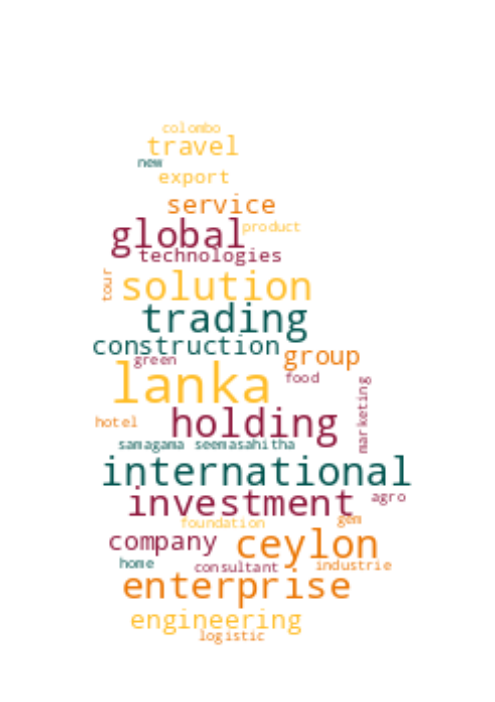 colombo
travel
new
export
service
global
product
technologies
tour
solution
trading
construction
green
group
lanka
food
marketing
hotel
holding
samagama seemasahitha
international
investment
agro
foundation
gem
company
ceylon
home
consultant
industrie
enterprise
engineering
logistic